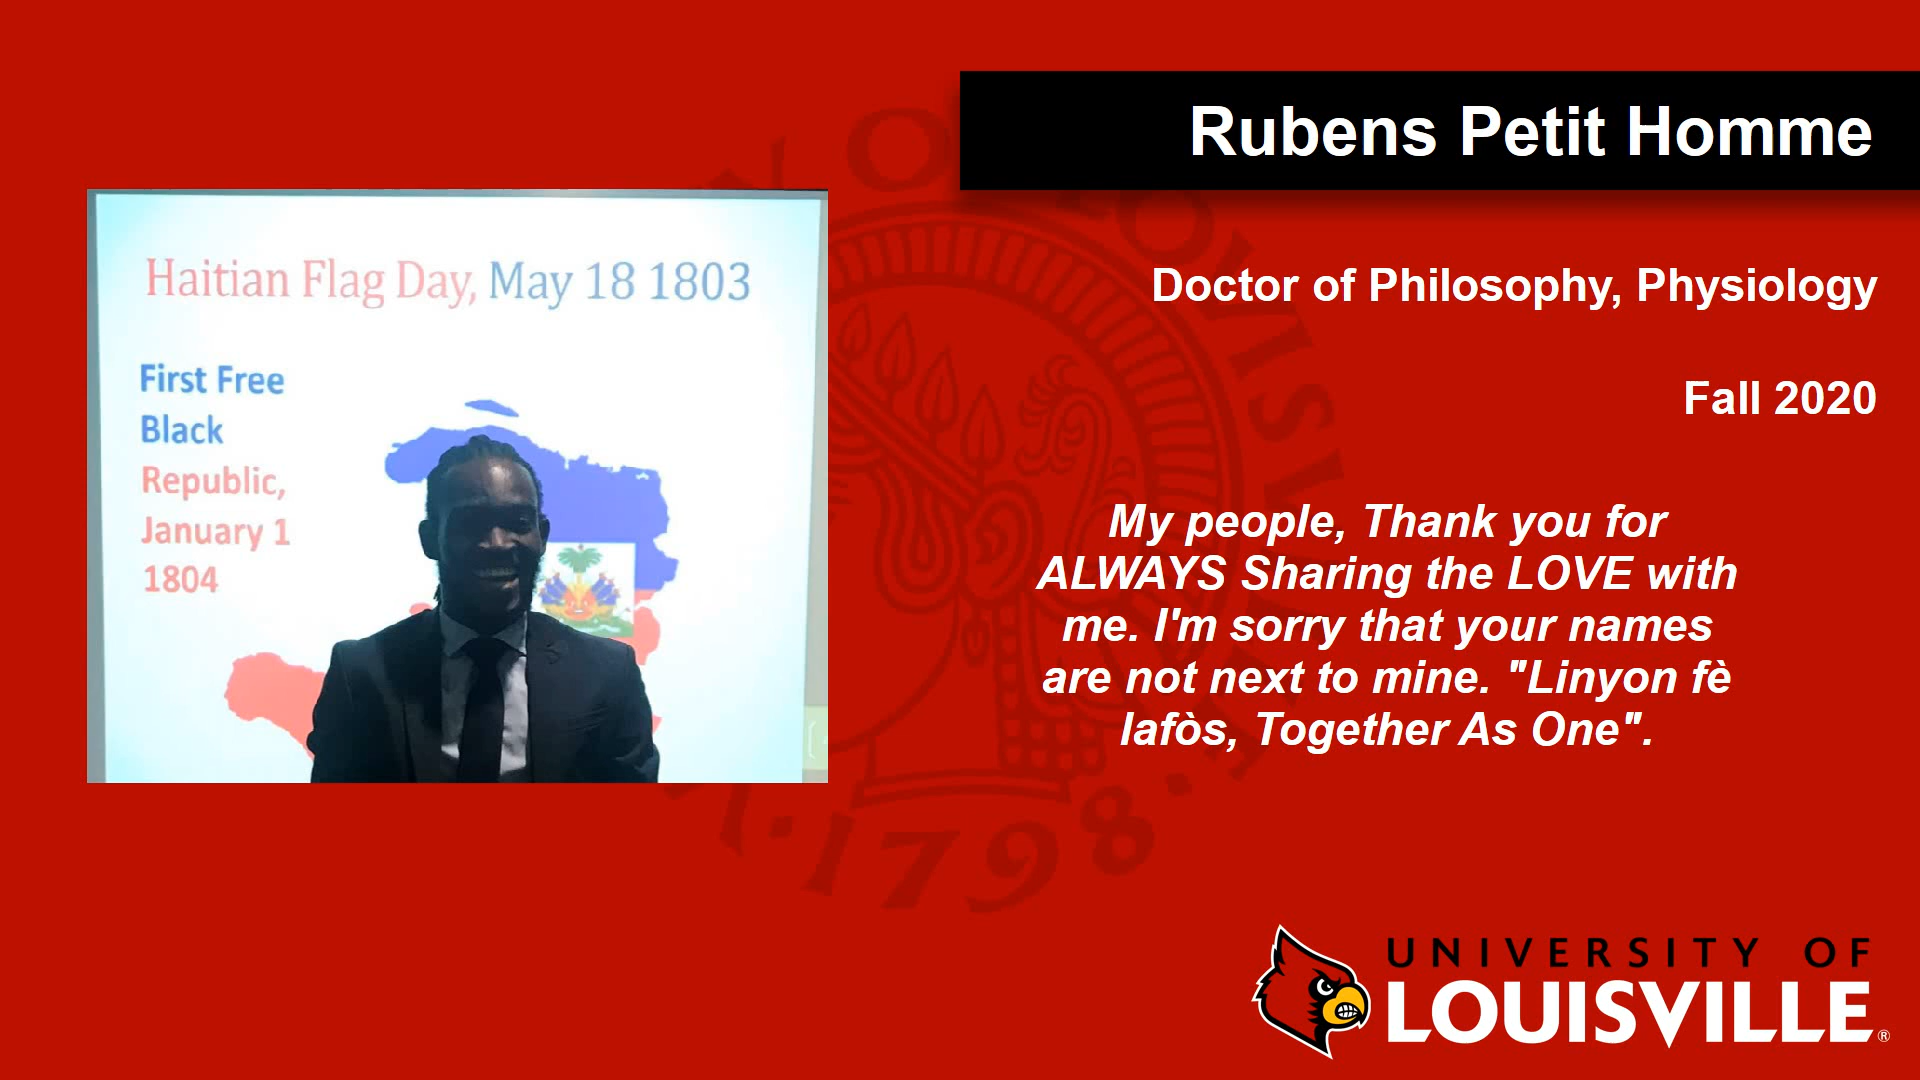 Rubens Petit Homme
Doctor of Philosophy, Physiology
Fall 2020
My people, Thank you for
ALWAYS Sharing the LOVE with
me. I'm sorry that your names
are not next to mine. "Linyon fè
lafòs, Together As One".
Haitian Flag Day, May 18 1803
First Free
Black
Republic,
January 1
1804
1798
UNIVERSITY OF
LOUISVILLE®